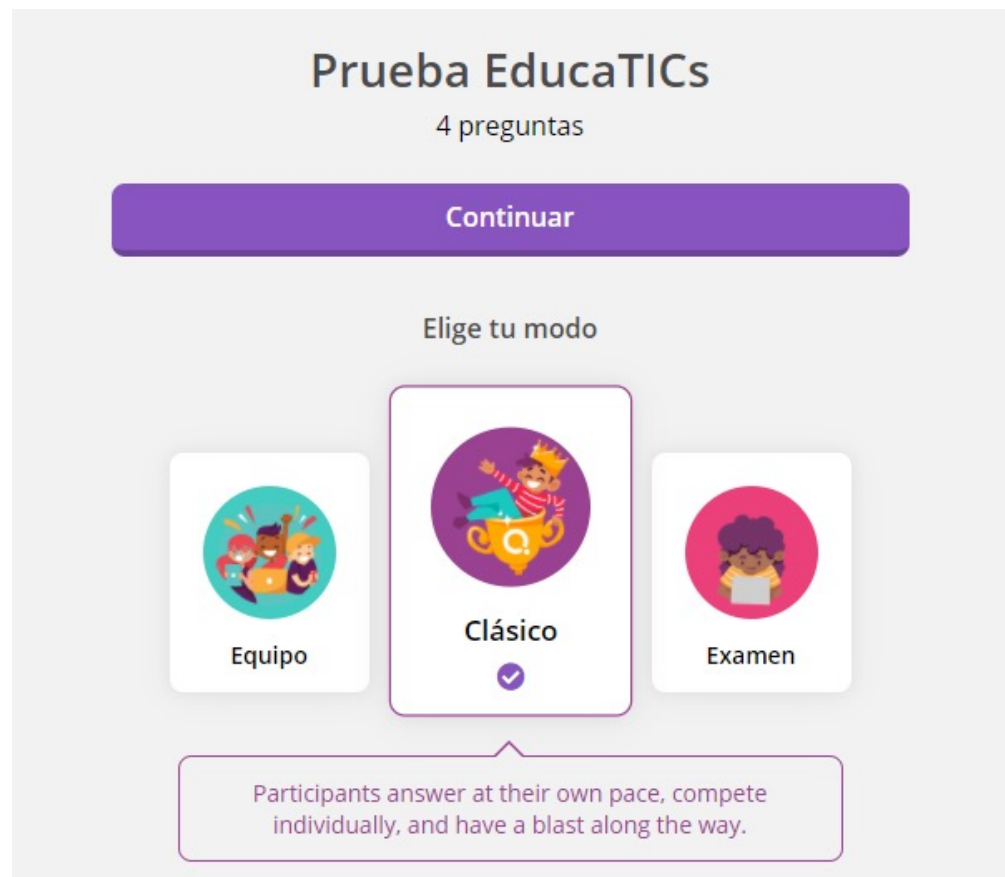 Prueba EducaTICs
4 preguntas
Continuar
Elige tu modo
Equipo
Clásico
Examen
Participants answer at their own pace, compete
individually, and have a blast along the way.